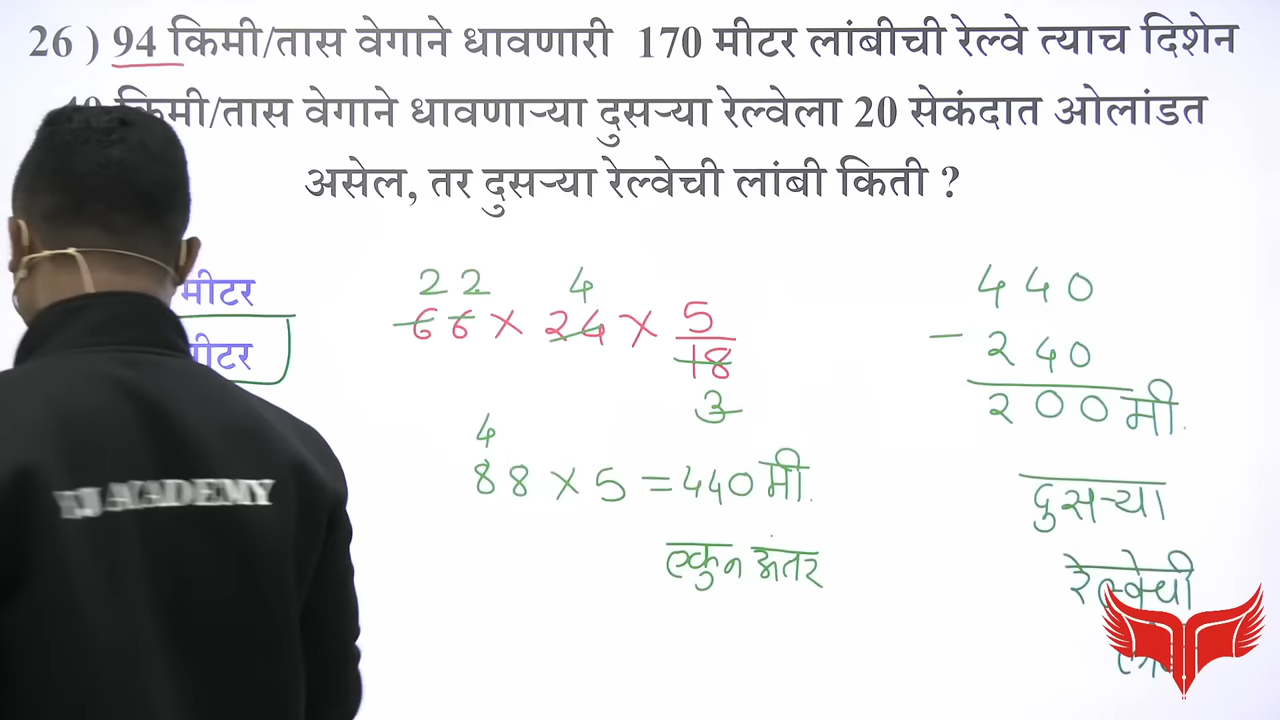 26 ) 94 किमी/तास वेगाने धावणारी 170 मीटर लांबीची रेल्वे त्याच दिशेन
किमी/तास वेगाने धावणाऱ्या दुसऱ्या रेल्वेला 20 सेकंदात ओलांडत
असेल, तर दुसऱ्या रेल्वेची लांबी किती ?
मीटर
मीटर
22 4
66 × 24 × 5
18
3
4
88 × 5 = 440 मी.
एकुन अंतर
440
- 240
200 मी.
दुसऱ्या
रेल्वेची
ACADEMY